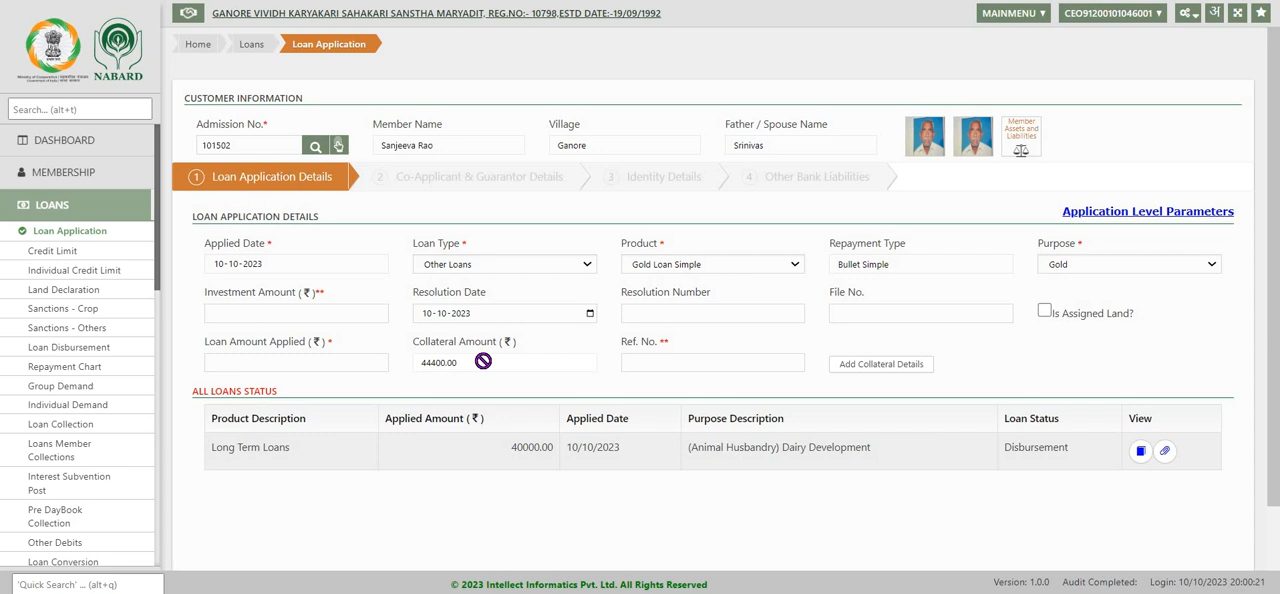 GANORE VIVIDH KARYAKARI SAHAKARI SANSTHA MARYADIT, REG.NO:- 10798,ESTD DATE:-19/09/1992
MAINMENU ▼
CEO91200101046001 ▼
अ
NABARD
Search... (alt+t)
DASHBOARD
MEMBERSHIP
LOANS
Loan Application
Credit Limit
Individual Credit Limit
Land Declaration
Sanctions - Crop
Sanctions - Others
Loan Disbursement
Repayment Chart
Group Demand
Individual Demand
Loan Collection
Loans Member
Collections
Interest Subvention
Post
Pre DayBook
Collection
Other Debits
Loan Conversion
'Quick Search' ... (alt+q)
Home
Loans
Loan Application
CUSTOMER INFORMATION
Admission No.* Member Name Village Father / Spouse Name
101502 Sanjeeva Rao Ganore Srinivas
Member
Assets and
Liabilities
1 Loan Application Details 2 Co-Applicant & Guarantor Details 3 Identity Details 4 Other Bank Liabilities
LOAN APPLICATION DETAILS
Application Level Parameters
Applied Date * Loan Type * Product * Repayment Type Purpose *
10-10-2023 Other Loans Gold Loan Simple Bullet Simple Gold
Investment Amount ( ₹ )** Resolution Date Resolution Number File No.
10-10-2023 Is Assigned Land?
Loan Amount Applied ( ₹ ) * Collateral Amount ( ₹ ) Ref. No. **
44400.00 Add Collateral Details
ALL LOANS STATUS
Product Description Applied Amount ( ₹ ) Applied Date Purpose Description Loan Status View
Long Term Loans 40000.00 10/10/2023 (Animal Husbandry) Dairy Development Disbursement
© 2023 Intellect Informatics Pvt. Ltd. All Rights Reserved
Version: 1.0.0 Audit Completed: Login: 10/10/2023 20:00:21